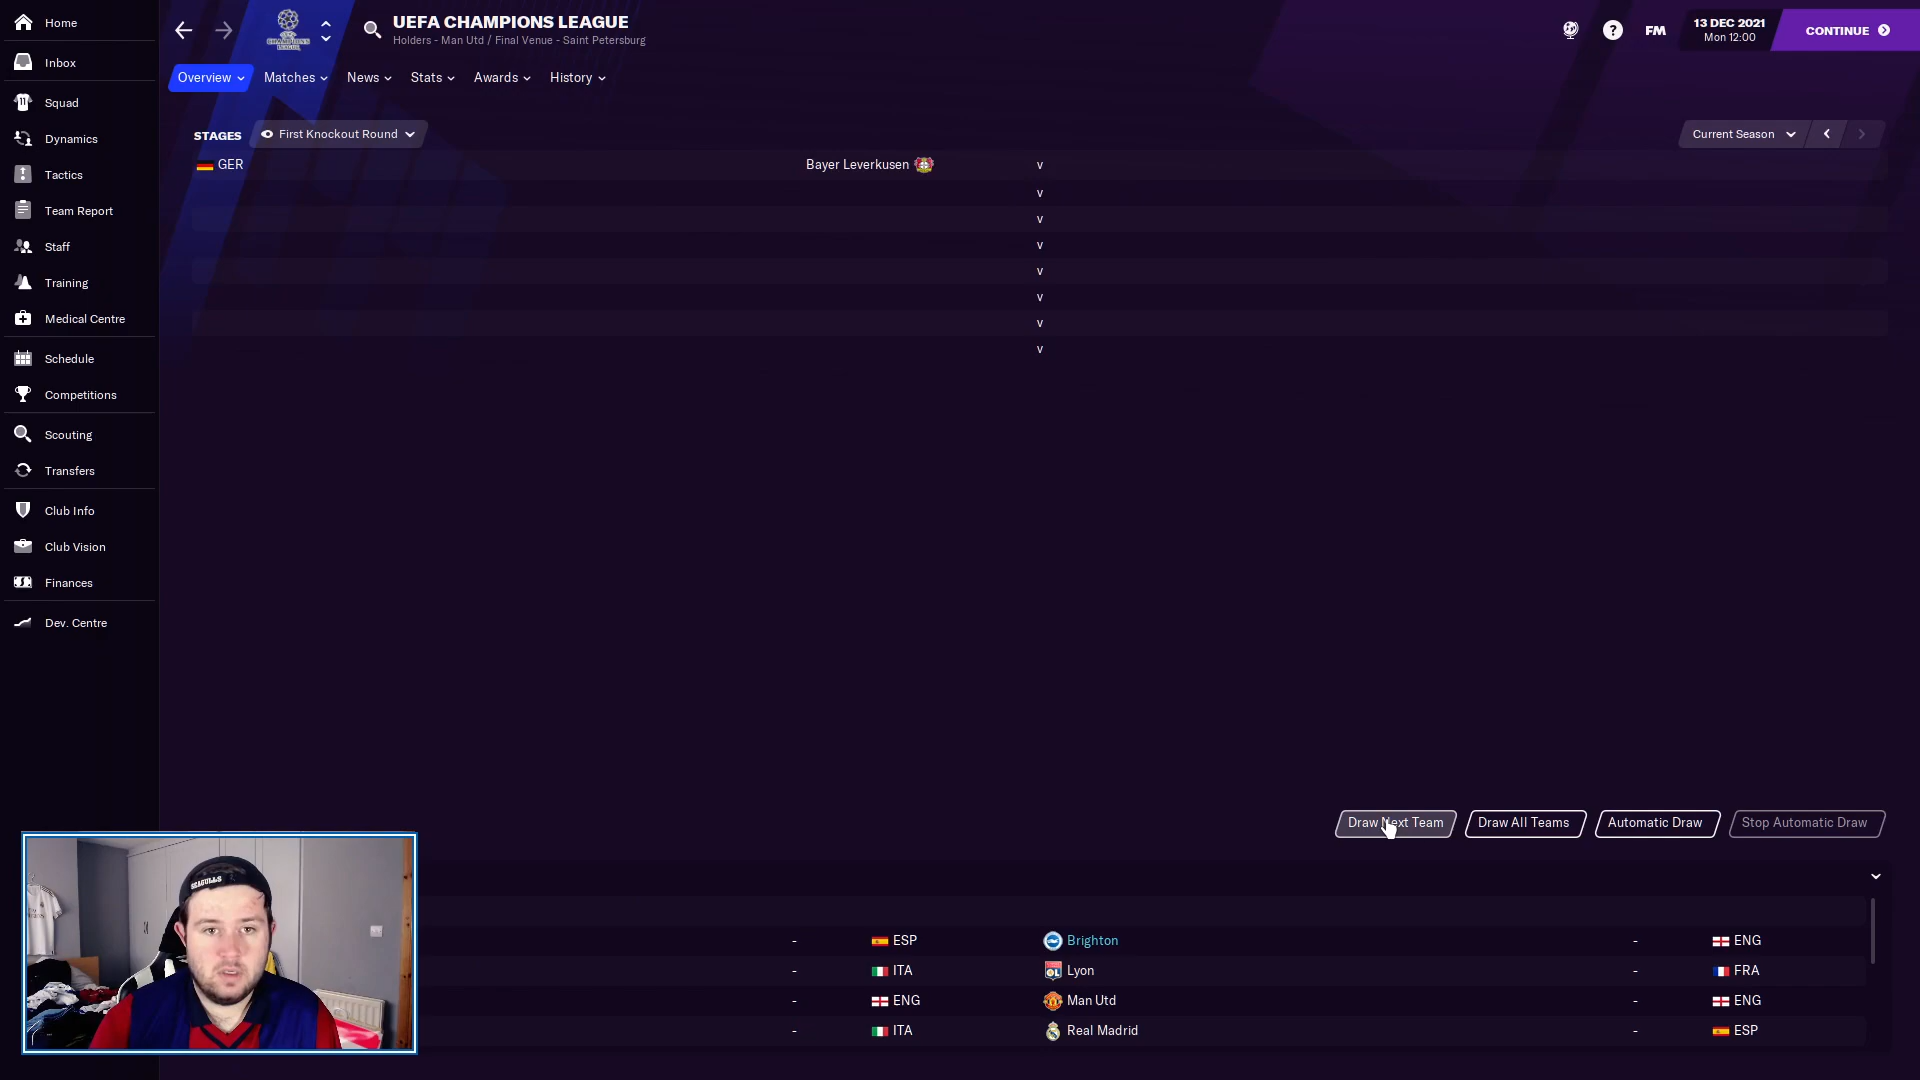 Home
Inbox
Squad
Dynamics
Tactics
Team Report
Staff
Training
Medical Centre
Schedule
Competitions
Scouting
Transfers
Club Info
Club Vision
Finances
Dev. Centre
UEFA CHAMPIONS LEAGUE
Holders - Man Utd / Final Venue - Saint Petersburg
FM
13 DEC 2021
Mon 12:00
CONTINUE
Overview
Matches
News
Stats
Awards
History
STAGES
First Knockout Round
Current Season
GER Bayer Leverkusen v
v
v
v
v
v
v
v
Draw Next Team
Draw All Teams
Automatic Draw
Stop Automatic Draw
- ESP Brighton - ENG
- ITA Lyon - FRA
- ENG Man Utd - ENG
- ITA Real Madrid - ESP
SEAGULLS